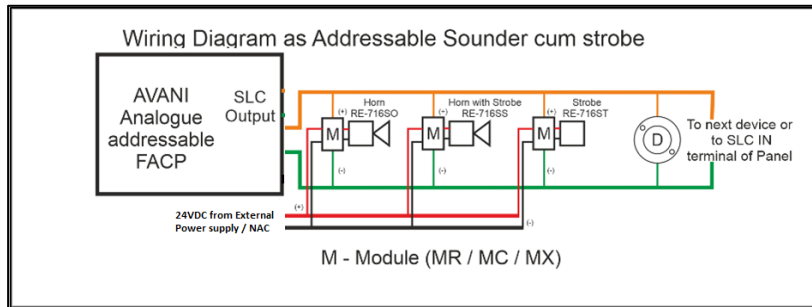 Wiring Diagram as Addressable Sounder cum strobe
AVANI
Analogue
addressable
FACP
SLC
Output
(+)
Horn
RE-716SO
M
(-)
(+)
Horn with Strobe
RE-716SS
M
(-)
(+)
Strobe
RE-716ST
M
(-)
D
To next device or
to SLC IN
terminal of Panel
24VDC from External
Power supply / NAC
(+)
(-)
M - Module (MR / MC / MX)